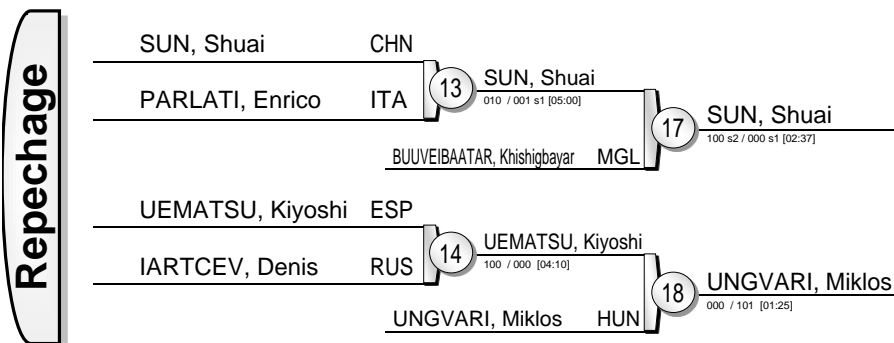 Repechage
SUN, Shuai CHN
PARLATI, Enrico ITA
13
SUN, Shuai
010 / 001 s1 [05:00]
BUUVEIBAATAR, Khishigbayar MGL
17
SUN, Shuai
100 s2 / 000 s1 [02:37]
UEMATSU, Kiyoshi ESP
IARTCEV, Denis RUS
14
UEMATSU, Kiyoshi
100 / 000 [04:10]
UNGVARI, Miklos HUN
18
UNGVARI, Miklos
000 / 101 [01:25]